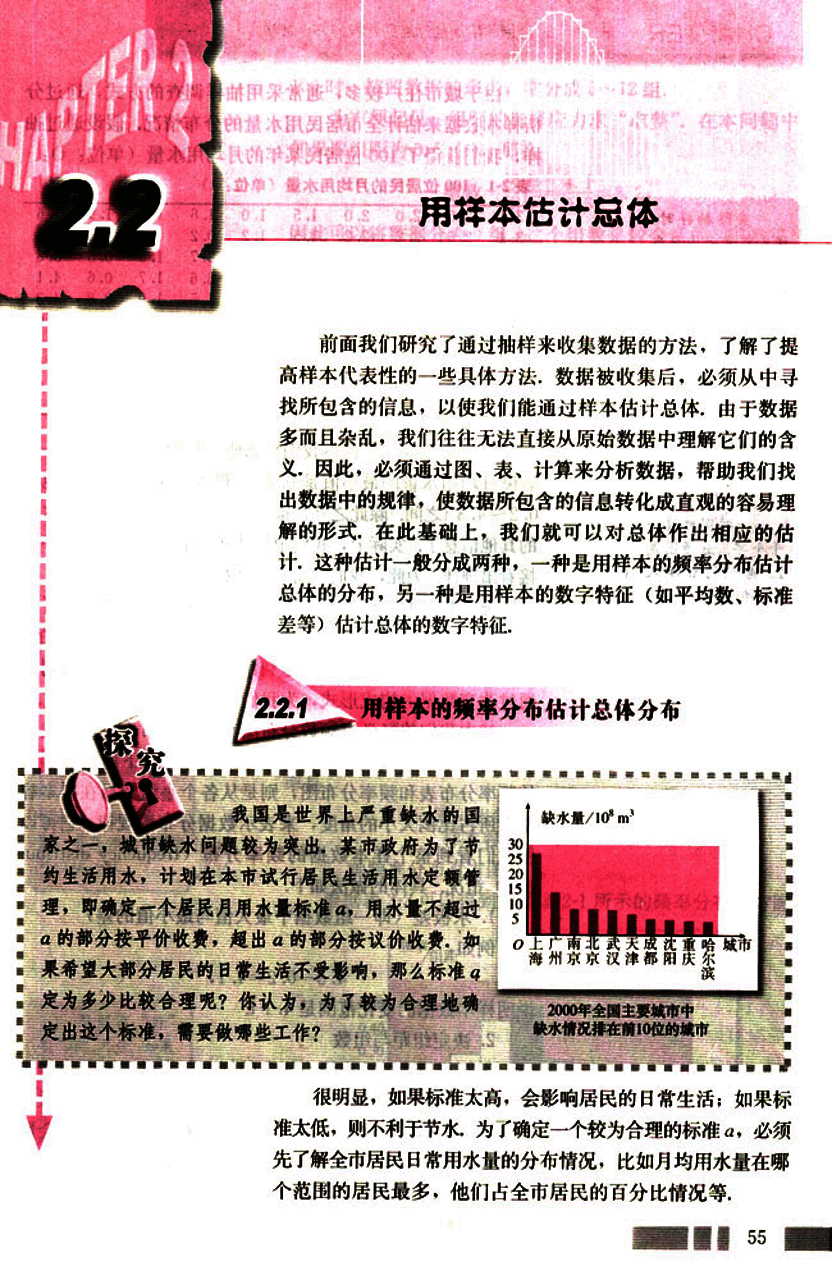 CHAPTER 2
2.2
用样本估计总体
前面我们研究了通过抽样来收集数据的方法，了解了提
高样本代表性的一些具体方法. 数据被收集后，必须从中寻
找所包含的信息，以使我们能通过样本估计总体. 由于数据
多而且杂乱，我们往往无法直接从原始数据中理解它们的含
义. 因此，必须通过图、表、计算来分析数据，帮助我们找
出数据中的规律，使数据所包含的信息转化成直观的容易理
解的形式. 在此基础上，我们就可以对总体作出相应的估
计. 这种估计一般分成两种，一种是用样本的频率分布估计
总体的分布，另一种是用样本的数字特征（如平均数、标准
差等）估计总体的数字特征.
2.2.1 用样本的频率分布估计总体分布
探究
我国是世界上严重缺水的国
家之一，城市缺水问题较为突出. 某市政府为了节
约生活用水，计划在本市试行居民生活用水定额管
理，即确定一个居民月用水量标准 a，用水量不超过
a 的部分按平价收费，超出 a 的部分按议价收费. 如
果希望大部分居民的日常生活不受影响，那么标准 a
定为多少比较合理呢？你认为，为了较为合理地确
定出这个标准，需要做哪些工作？
缺水量/10⁸ m³
30
25
20
15
10
5
O 上海 广州 南京 北京 武汉 天津 成都 沈阳 重庆 哈尔滨 城市
2000年全国主要城市中
缺水情况排在前10位的城市
很明显，如果标准太高，会影响居民的日常生活；如果标
准太低，则不利于节水. 为了确定一个较为合理的标准 a，必须
先了解全市居民日常用水量的分布情况，比如月均用水量在哪
个范围的居民最多，他们占全市居民的百分比情况等.
55